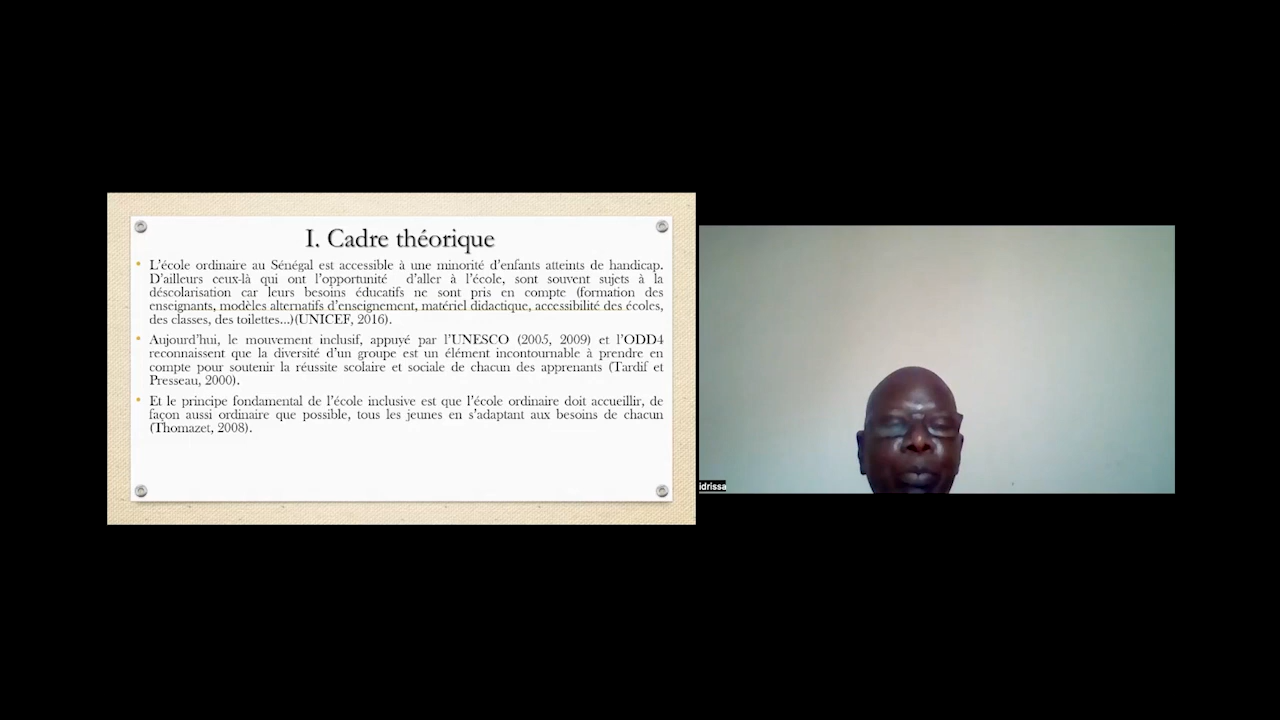 I. Cadre théorique
L'école ordinaire au Sénégal est accessible à une minorité d'enfants atteints de handicap.
D'ailleurs ceux-là qui ont l'opportunité d'aller à l'école, sont souvent sujets à la
déscolarisation car leurs besoins éducatifs ne sont pris en compte (formation des
enseignants, modèles alternatifs d'enseignement, matériel didactique, accessibilité des écoles,
des classes, des toilettes...)(UNICEF, 2016).
Aujourd'hui, le mouvement inclusif, appuyé par l'UNESCO (2005, 2009) et l'ODD4
reconnaissent que la diversité d'un groupe est un élément incontournable à prendre en
compte pour soutenir la réussite scolaire et sociale de chacun des apprenants (Tardif et
Presseau, 2000).
Et le principe fondamental de l'école inclusive est que l'école ordinaire doit accueillir, de
façon aussi ordinaire que possible, tous les jeunes en s'adaptant aux besoins de chacun
(Thomazet, 2008).
idrissa